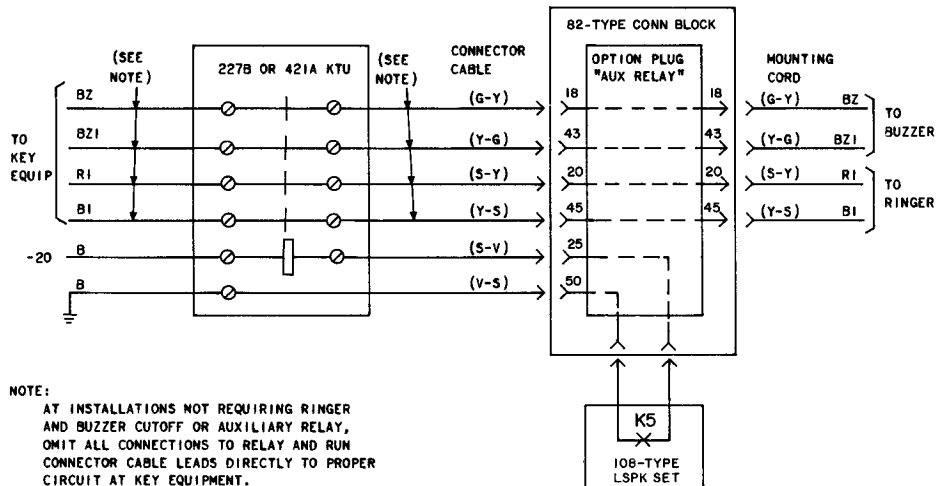 82-TYPE CONN BLOCK
(SEE NOTE)
227B OR 421A KTU
(SEE NOTE)
CONNECTOR CABLE
OPTION PLUG "AUX RELAY"
MOUNTING CORD
BZ
(G-Y)
18
18
(G-Y)
BZ
BZ1
(Y-G)
43
43
(Y-G)
BZ1
TO BUZZER
TO KEY EQUIP
R1
(S-Y)
20
20
(S-Y)
R1
B1
(Y-S)
45
45
(Y-S)
B1
TO RINGER
-20
B
(S-V)
25
B
(V-S)
50
NOTE:
AT INSTALLATIONS NOT REQUIRING RINGER
AND BUZZER CUTOFF OR AUXILIARY RELAY,
OMIT ALL CONNECTIONS TO RELAY AND RUN
CONNECTOR CABLE LEADS DIRECTLY TO PROPER
CIRCUIT AT KEY EQUIPMENT.
K5
108-TYPE
LSPK SET